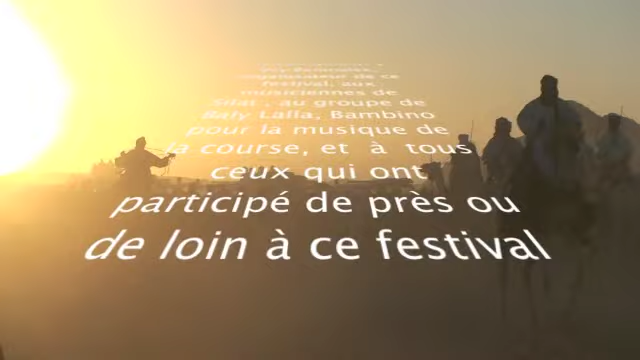 organisateur de ce
festival, aux
musiciennes de
Silat , au groupe de
Baly Lalla, Bambino
pour la musique de
la course, et à tous
ceux qui ont
participé de près ou
de loin à ce festival